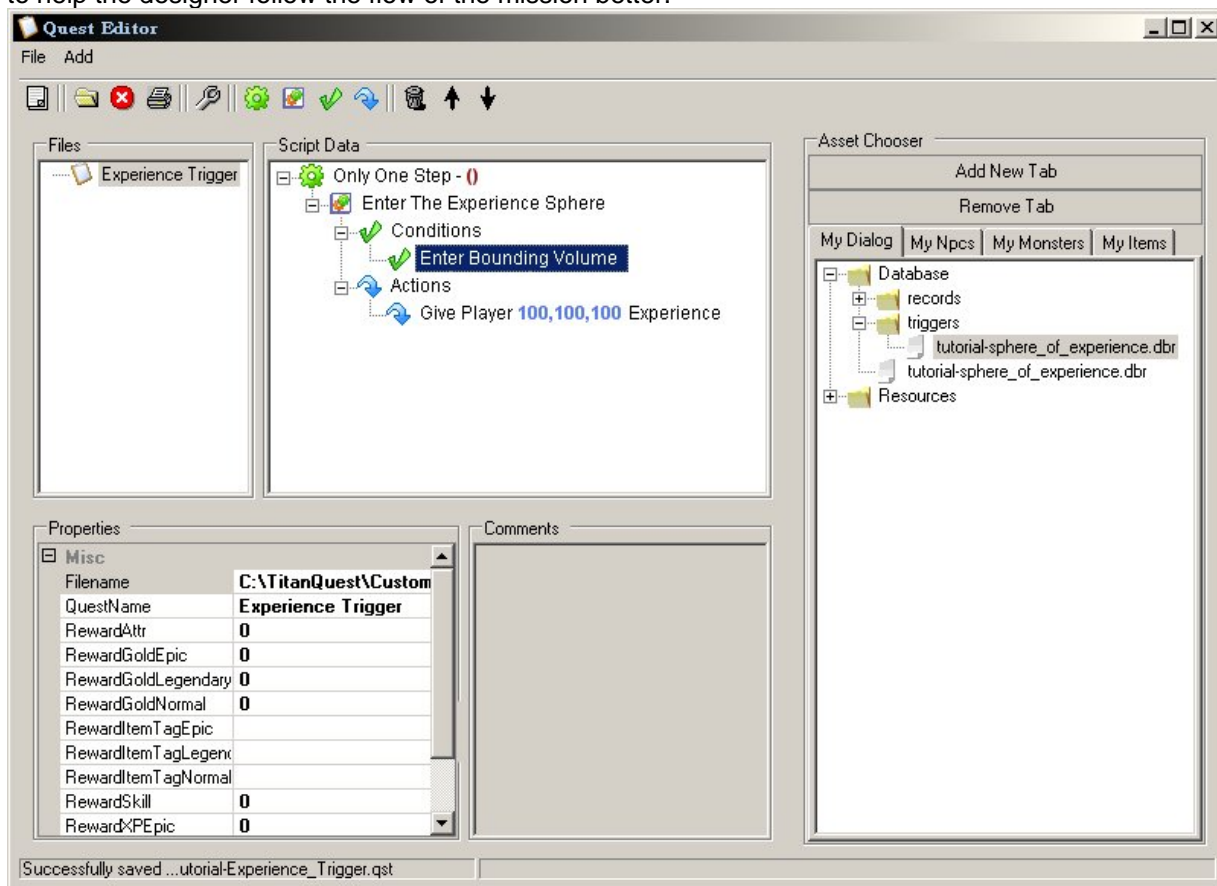 to help the designer follow the flow of the mission better.
Quest Editor
File Add
Files
Experience Trigger
Script Data
Only One Step - ()
Enter The Experience Sphere
Conditions
Enter Bounding Volume
Actions
Give Player 100,100,100 Experience
Asset Chooser
Add New Tab
Remove Tab
My Dialog My Npcs My Monsters My Items
Database
records
triggers
tutorial-sphere_of_experience.dbr
tutorial-sphere_of_experience.dbr
Resources
Properties
Misc
Filename C:\TitanQuest\Custom
QuestName Experience Trigger
RewardAttr 0
RewardGoldEpic 0
RewardGoldLegendary 0
RewardGoldNormal 0
RewardItemTagEpic
RewardItemTagLegend
RewardItemTagNormal
RewardSkill 0
RewardXPEpic 0
Comments
Successfully saved ...utorial-Experience_Trigger.qst